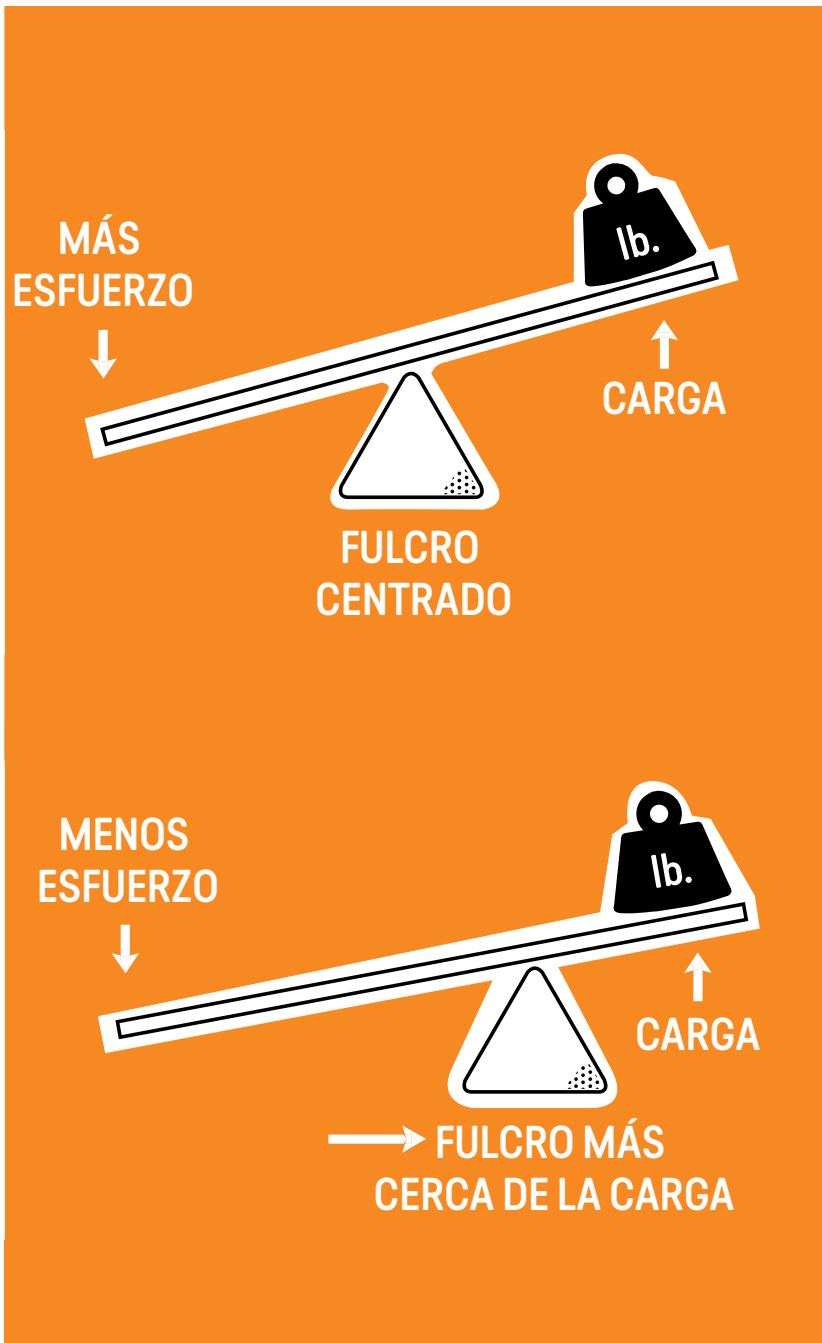 lb.
MÁS
ESFUERZO
CARGA
FULCRO
CENTRADO
lb.
MENOS
ESFUERZO
CARGA
FULCRO MÁS
CERCA DE LA CARGA